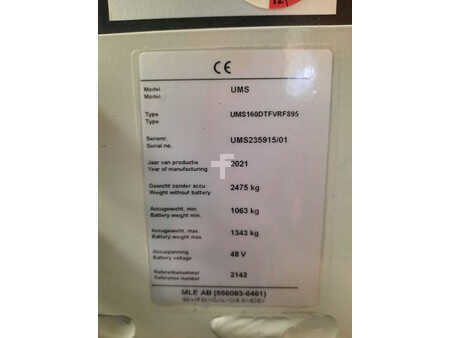 CE
Model UMS
Model
Type UMS160DTFVRF895
Type
Serienr. UMS235915/01
Serial no.
Jaar van productie 2021
Year of manufacturing
Gewicht zonder accu 2475 kg
Weight without battery
Accugewicht, min. 1063 kg
Battery weight min.
Accugewicht, max. 1343 kg
Battery weight max
Accuspanning 48 V
Battery voltage
Referentienummer 2142
Reference number
MLE AB (556083-6461)